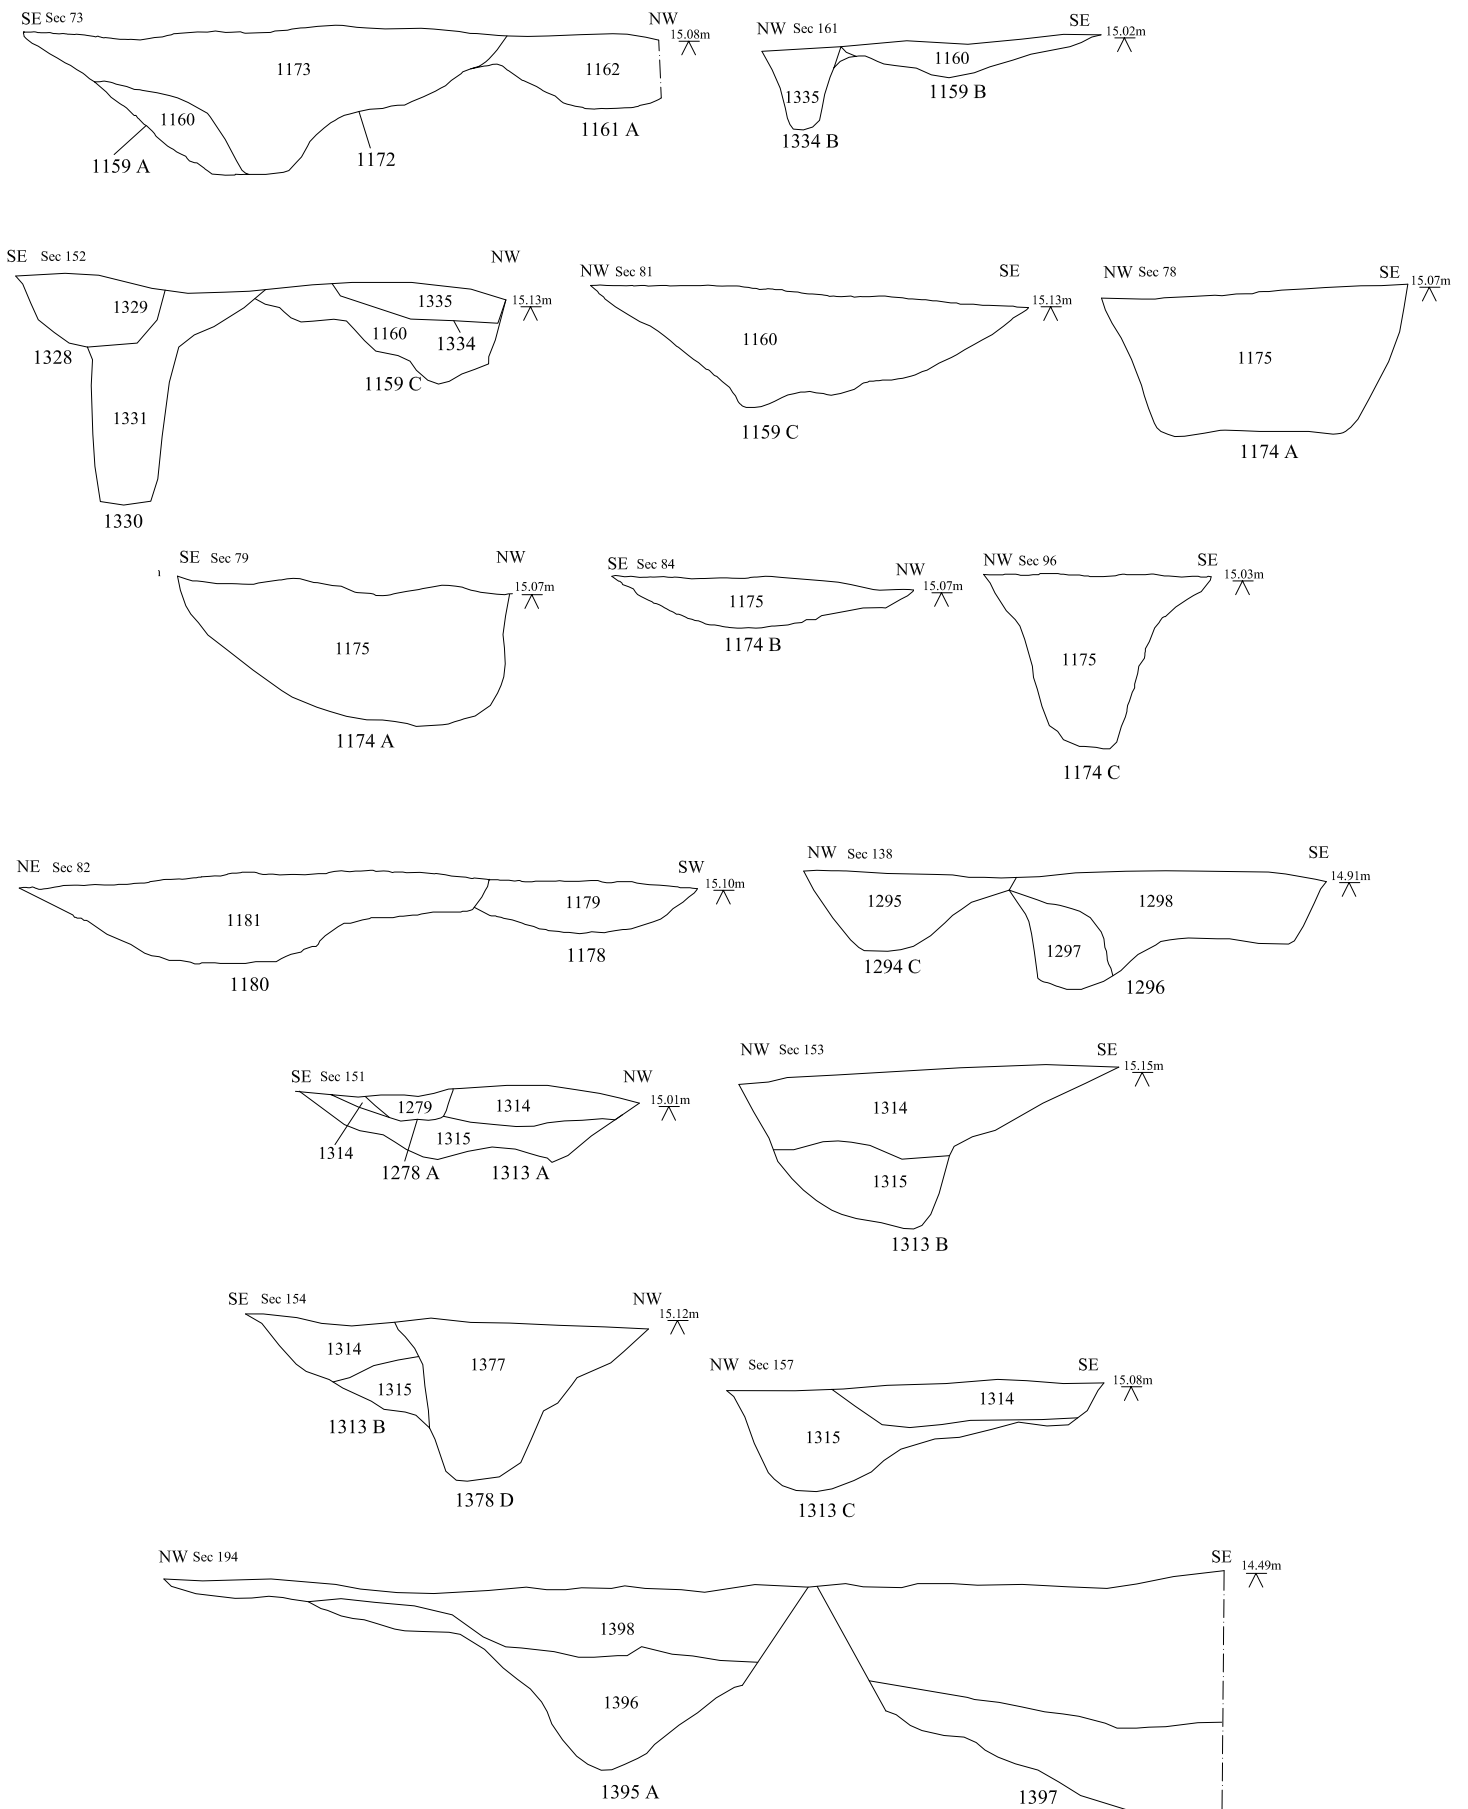 SE Sec 73 NW 15.08m
1173
1162
1160
1161 A
1159 A
1172
NW Sec 161 SE 15.02m
1160
1159 B
1335
1334 B
SE Sec 152 NW
15.13m
1329
1335
1160
1334
1328
1159 C
1331
1330
NW Sec 81 SE
15.13m
1160
1159 C
NW Sec 78 SE
15.07m
1175
1174 A
SE Sec 79 NW
15.07m
1175
1174 A
SE Sec 84 NW
15.07m
1175
1174 B
NW Sec 96 SE
15.03m
1175
1174 C
NE Sec 82 SW
15.10m
1181
1179
1178
1180
NW Sec 138 SE
14.91m
1295
1298
1297
1294 C
1296
SE Sec 151 NW
15.01m
1279
1314
1315
1314
1278 A
1313 A
NW Sec 153 SE
15.15m
1314
1315
1313 B
SE Sec 154 NW
15.12m
1314
1377
1315
1313 B
1378 D
NW Sec 157 SE
15.08m
1314
1315
1313 C
NW Sec 194 SE
14.49m
1398
1396
1395 A
1397